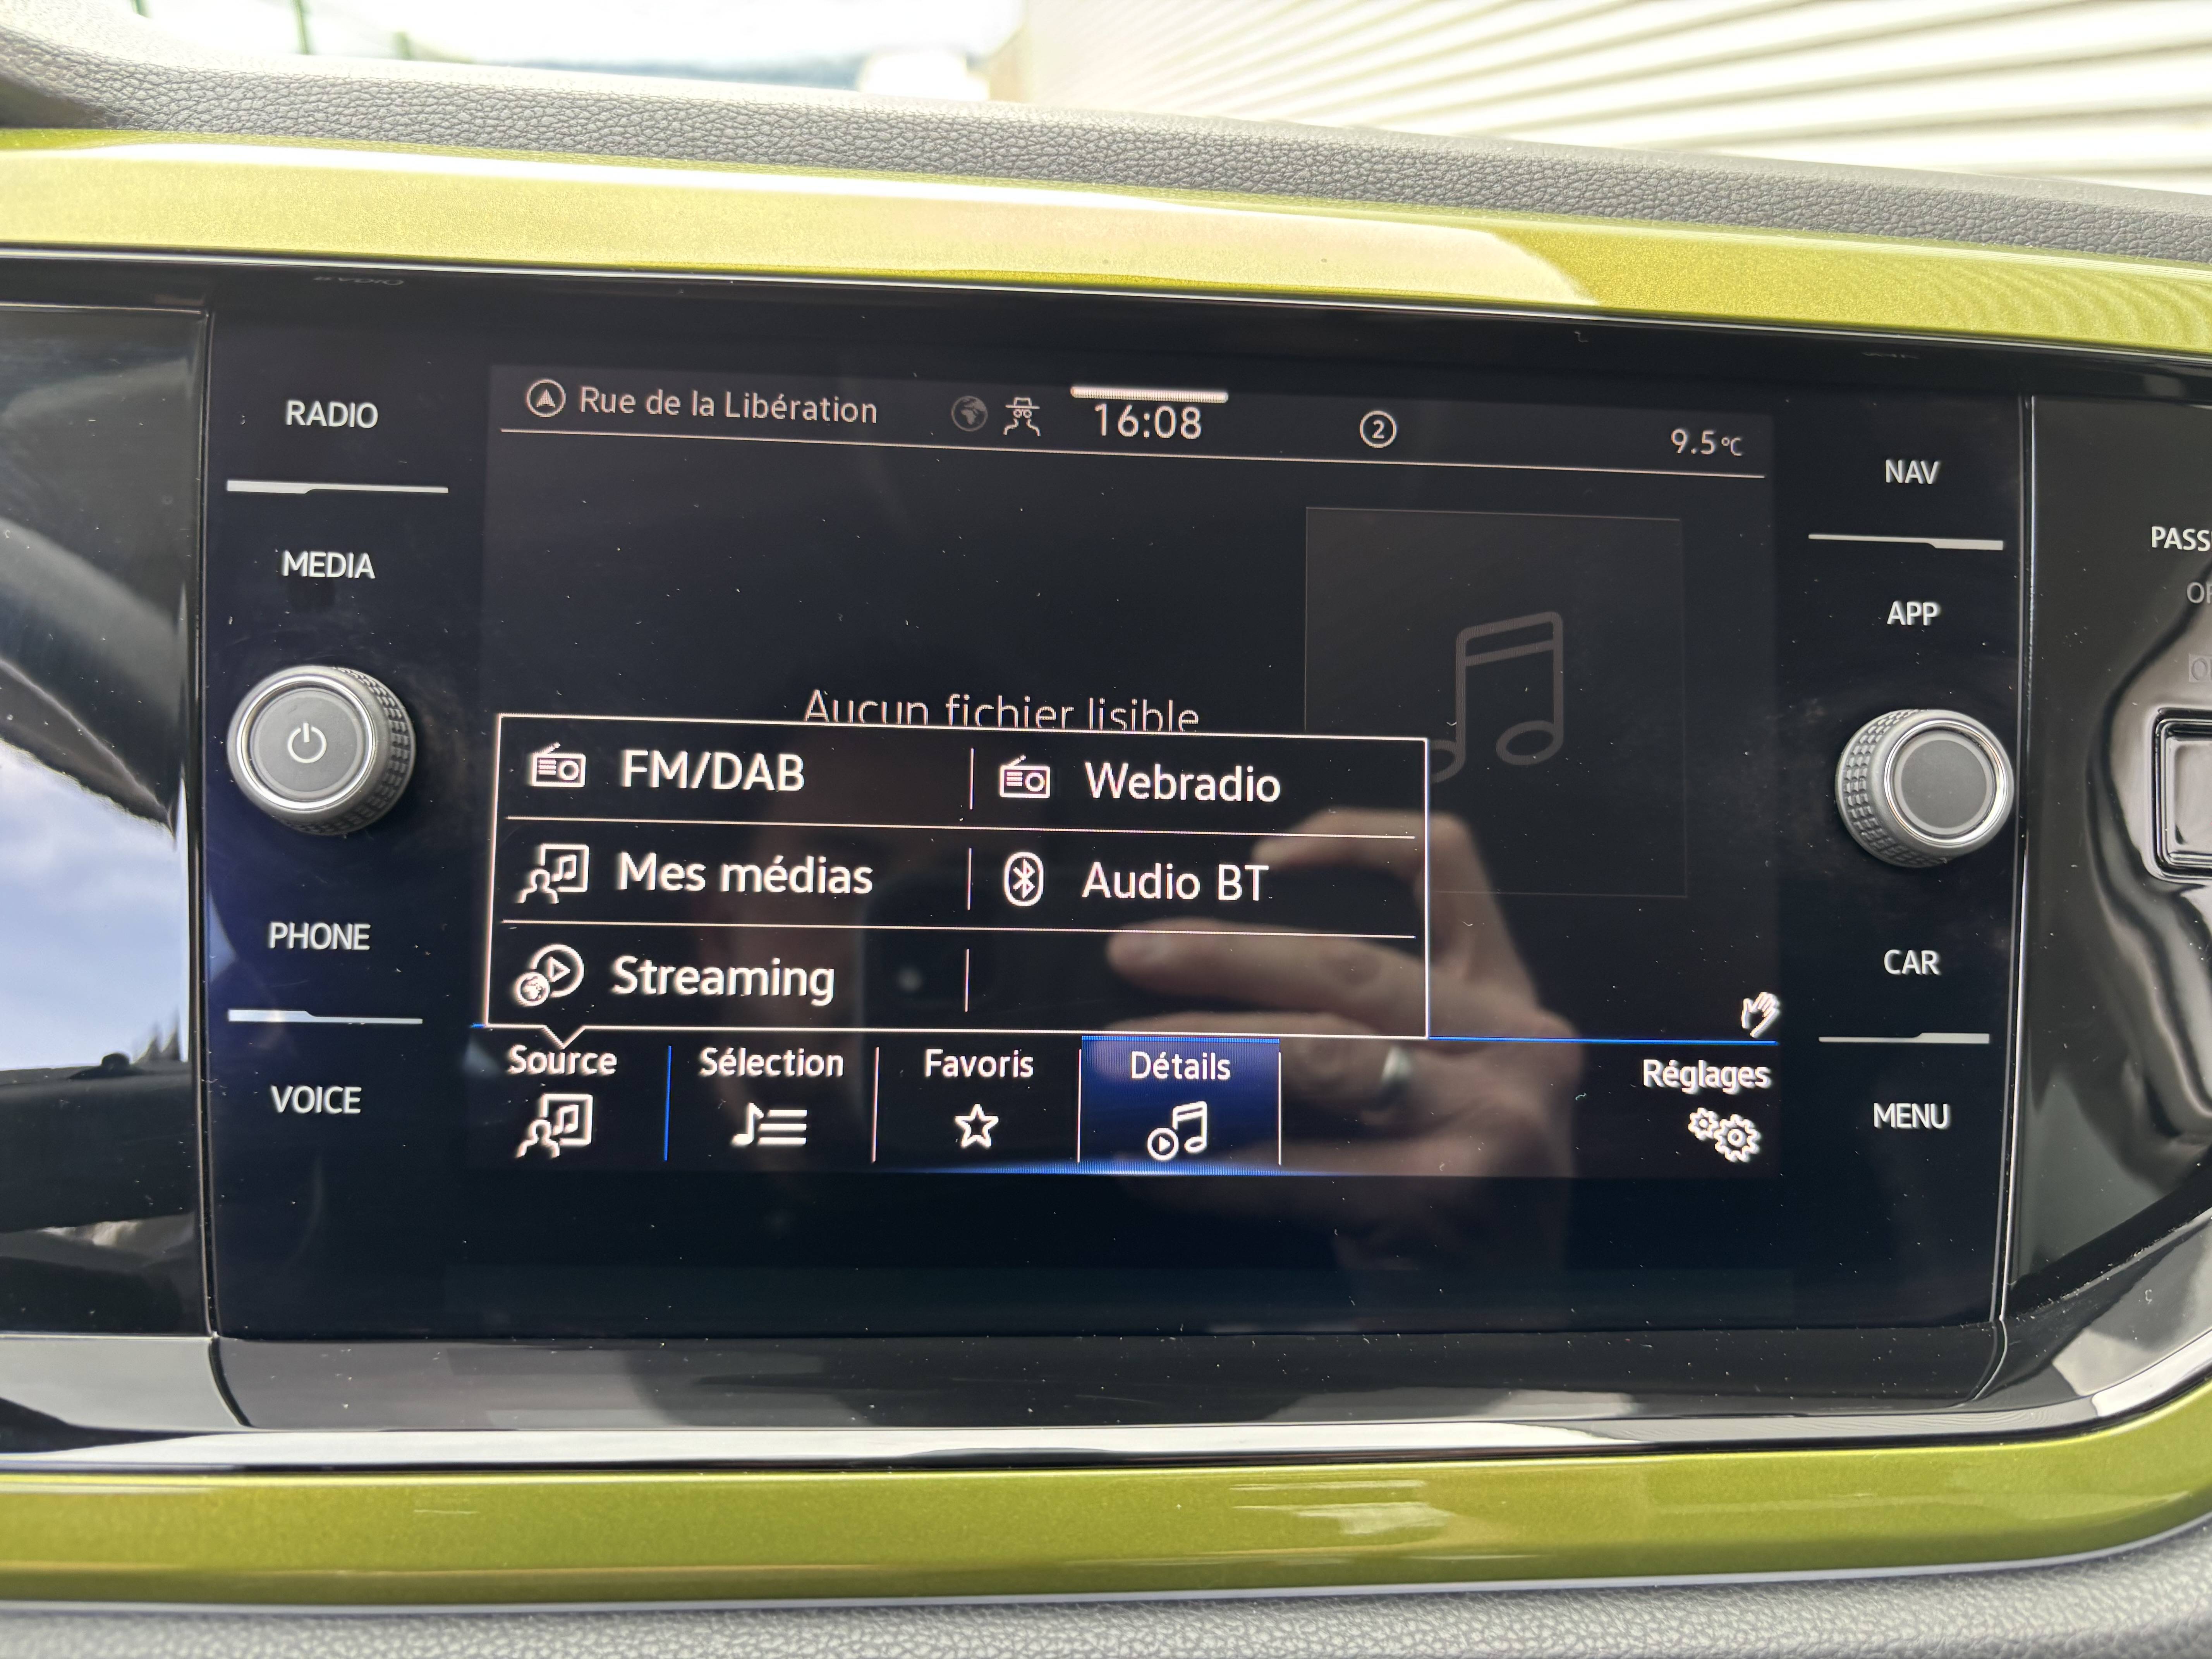 RADIO
MEDIA
PHONE
VOICE
Rue de la Libération
16:08
2
9.5°C
Aucun fichier lisible
FM/DAB
Webradio
Mes médias
Audio BT
Streaming
Source
Sélection
Favoris
Détails
Réglages
NAV
APP
CAR
MENU
PASS